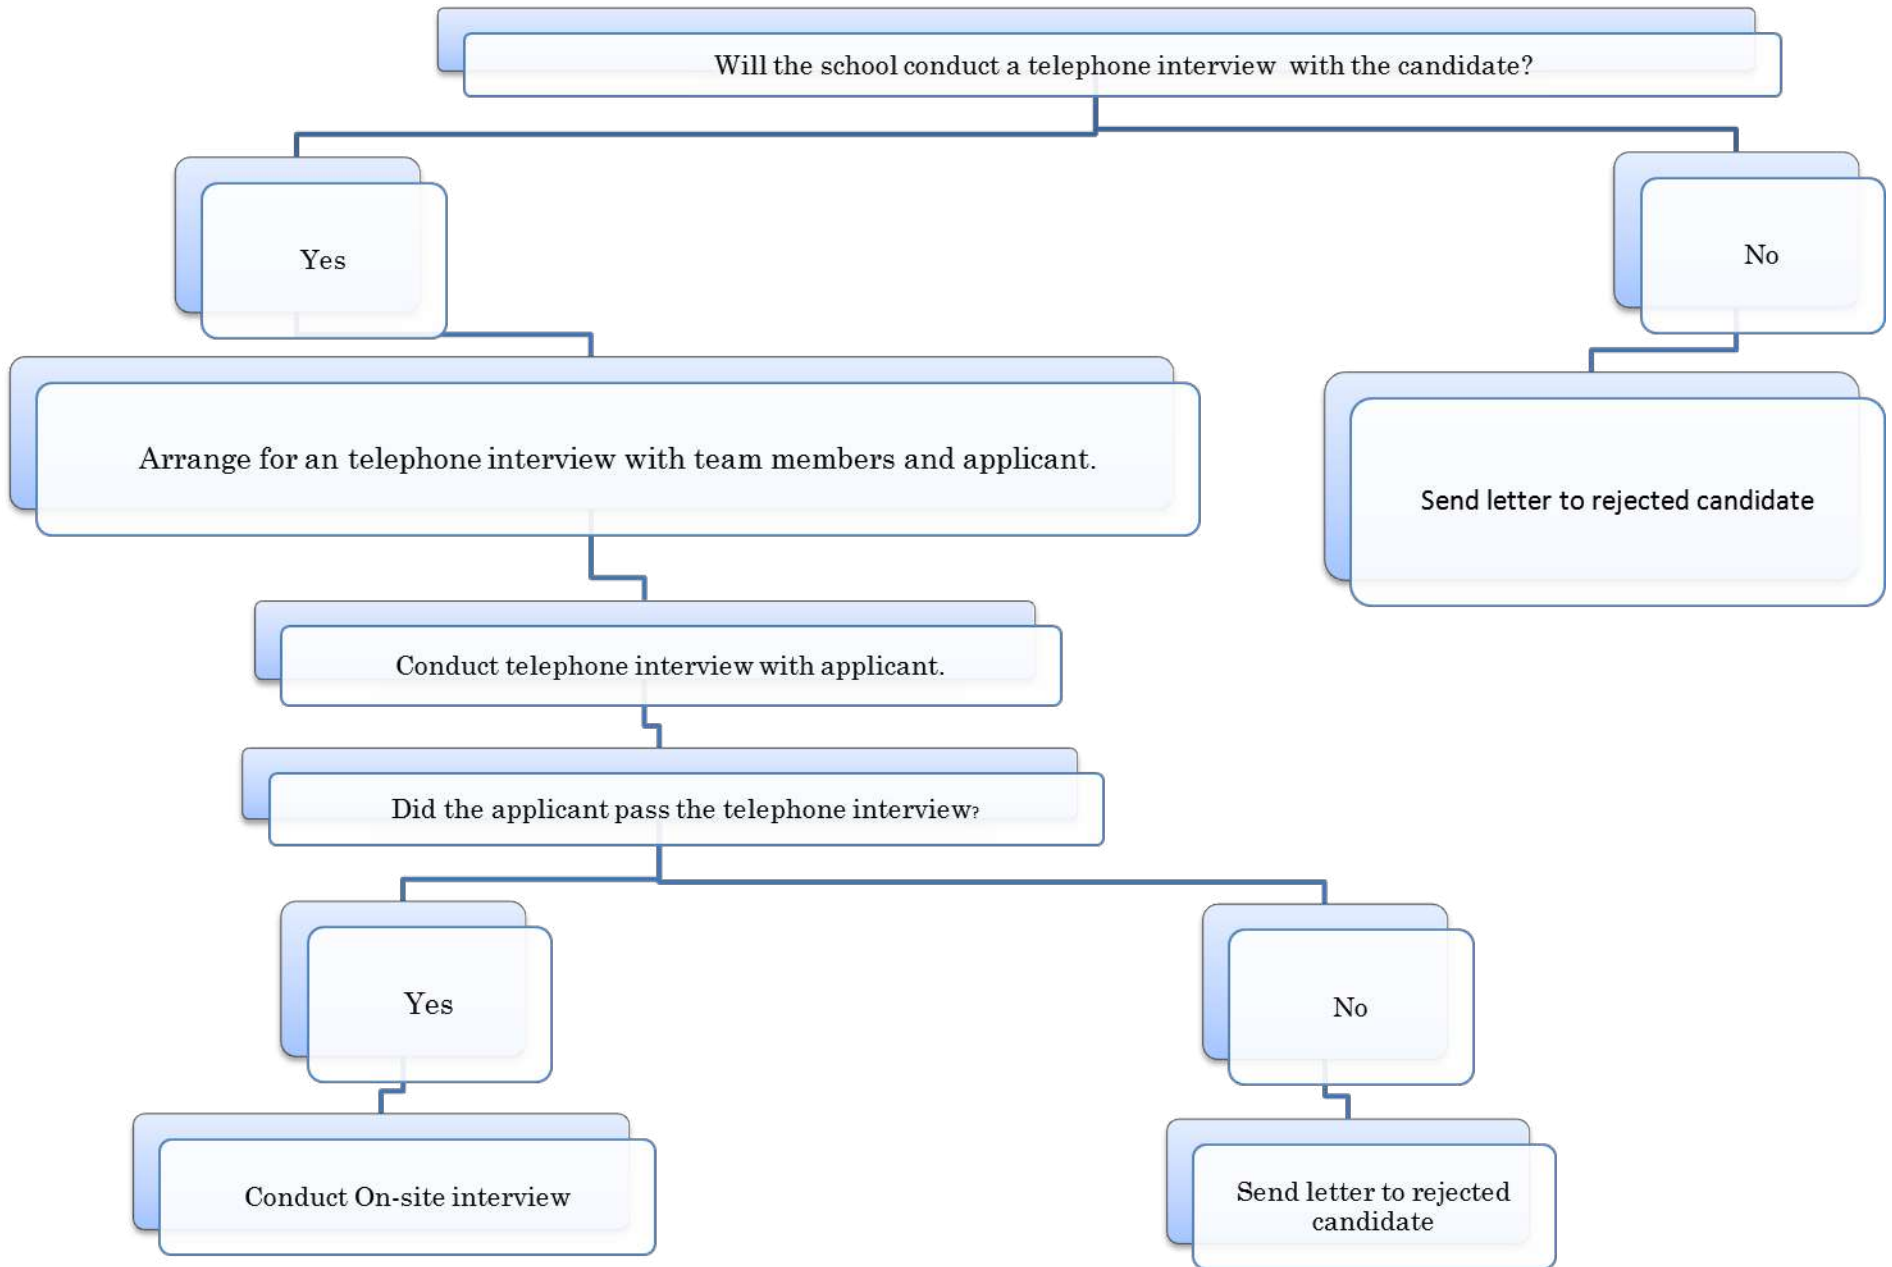 Will the school conduct a telephone interview with the candidate?
Yes
No
Arrange for an telephone interview with team members and applicant.
Send letter to rejected candidate
Conduct telephone interview with applicant.
Did the applicant pass the telephone interview?
Yes
No
Conduct On-site interview
Send letter to rejected
candidate